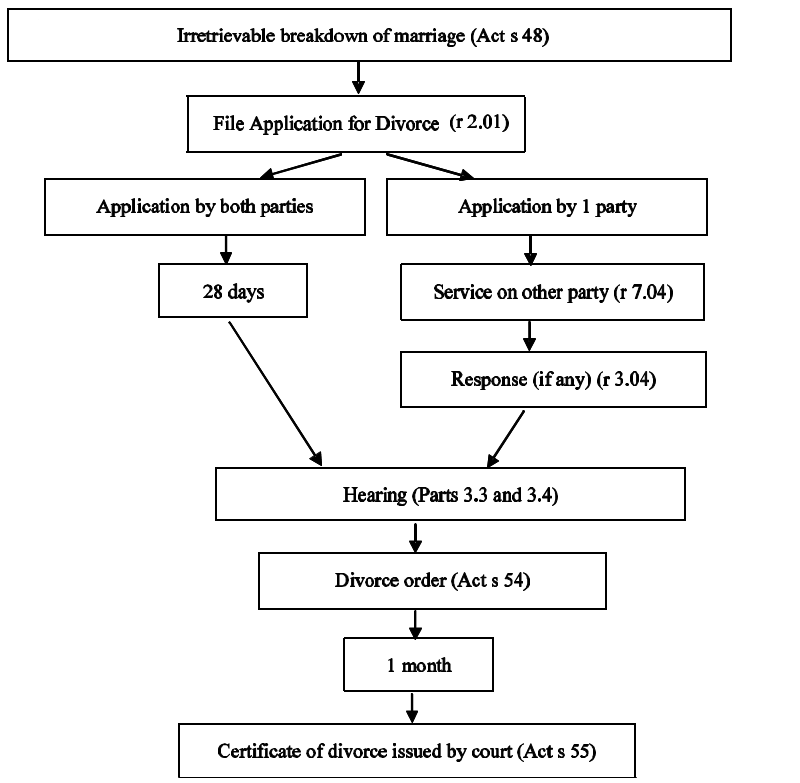 Irretrievable breakdown of marriage (Act s 48)
File Application for Divorce (r 2.01)
Application by both parties
Application by 1 party
28 days
Service on other party (r 7.04)
Response (if any) (r 3.04)
Hearing (Parts 3.3 and 3.4)
Divorce order (Act s 54)
1 month
Certificate of divorce issued by court (Act s 55)